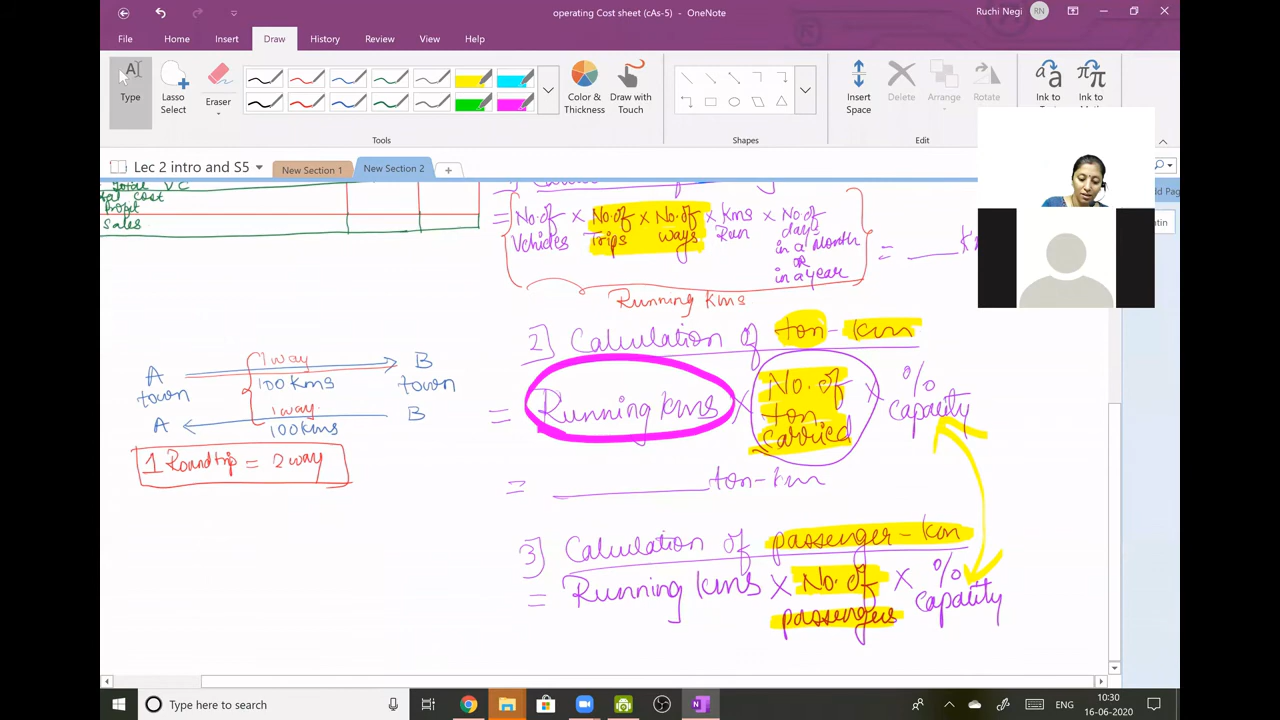 operating Cost sheet (cAs-5) - OneNote
Ruchi Negi
RN
File
Home
Insert
Draw
History
Review
View
Help
Type
Lasso
Select
Eraser
Color &
Thickness
Draw with
Touch
Insert
Space
Delete
Arrange
Rotate
Ink to
Ink to
Tools
Shapes
Edit
Lec 2 intro and S5
New Section 1
New Section 2
Total VC
Cost
Profit
Sales
= No. of Vehicles × No. of Trips × No. of ways × Kms Run × No. of days in a month OR in a year = ___
Running Kms
2] Calculation of ton-km
= Running kms × No. of ton carried × % capacity
= ___ ton-km
A town
1 way
100 Kms
B town
A
1 way
100 Kms
B
1 Roundtrip = 2 way
3] Calculation of passenger-km
= Running kms × No. of passengers × % capacity
Type here to search
ENG
10:30
16-06-2020